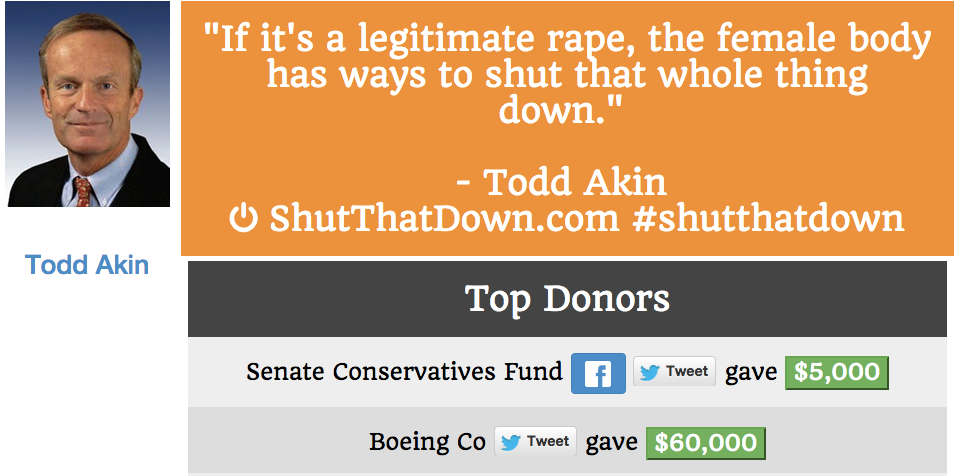 "If it's a legitimate rape, the female body
has ways to shut that whole thing
down."
- Todd Akin
ShutThatDown.com #shutthatdown
Todd Akin
Top Donors
Senate Conservatives Fund f Tweet gave $5,000
Boeing Co Tweet gave $60,000